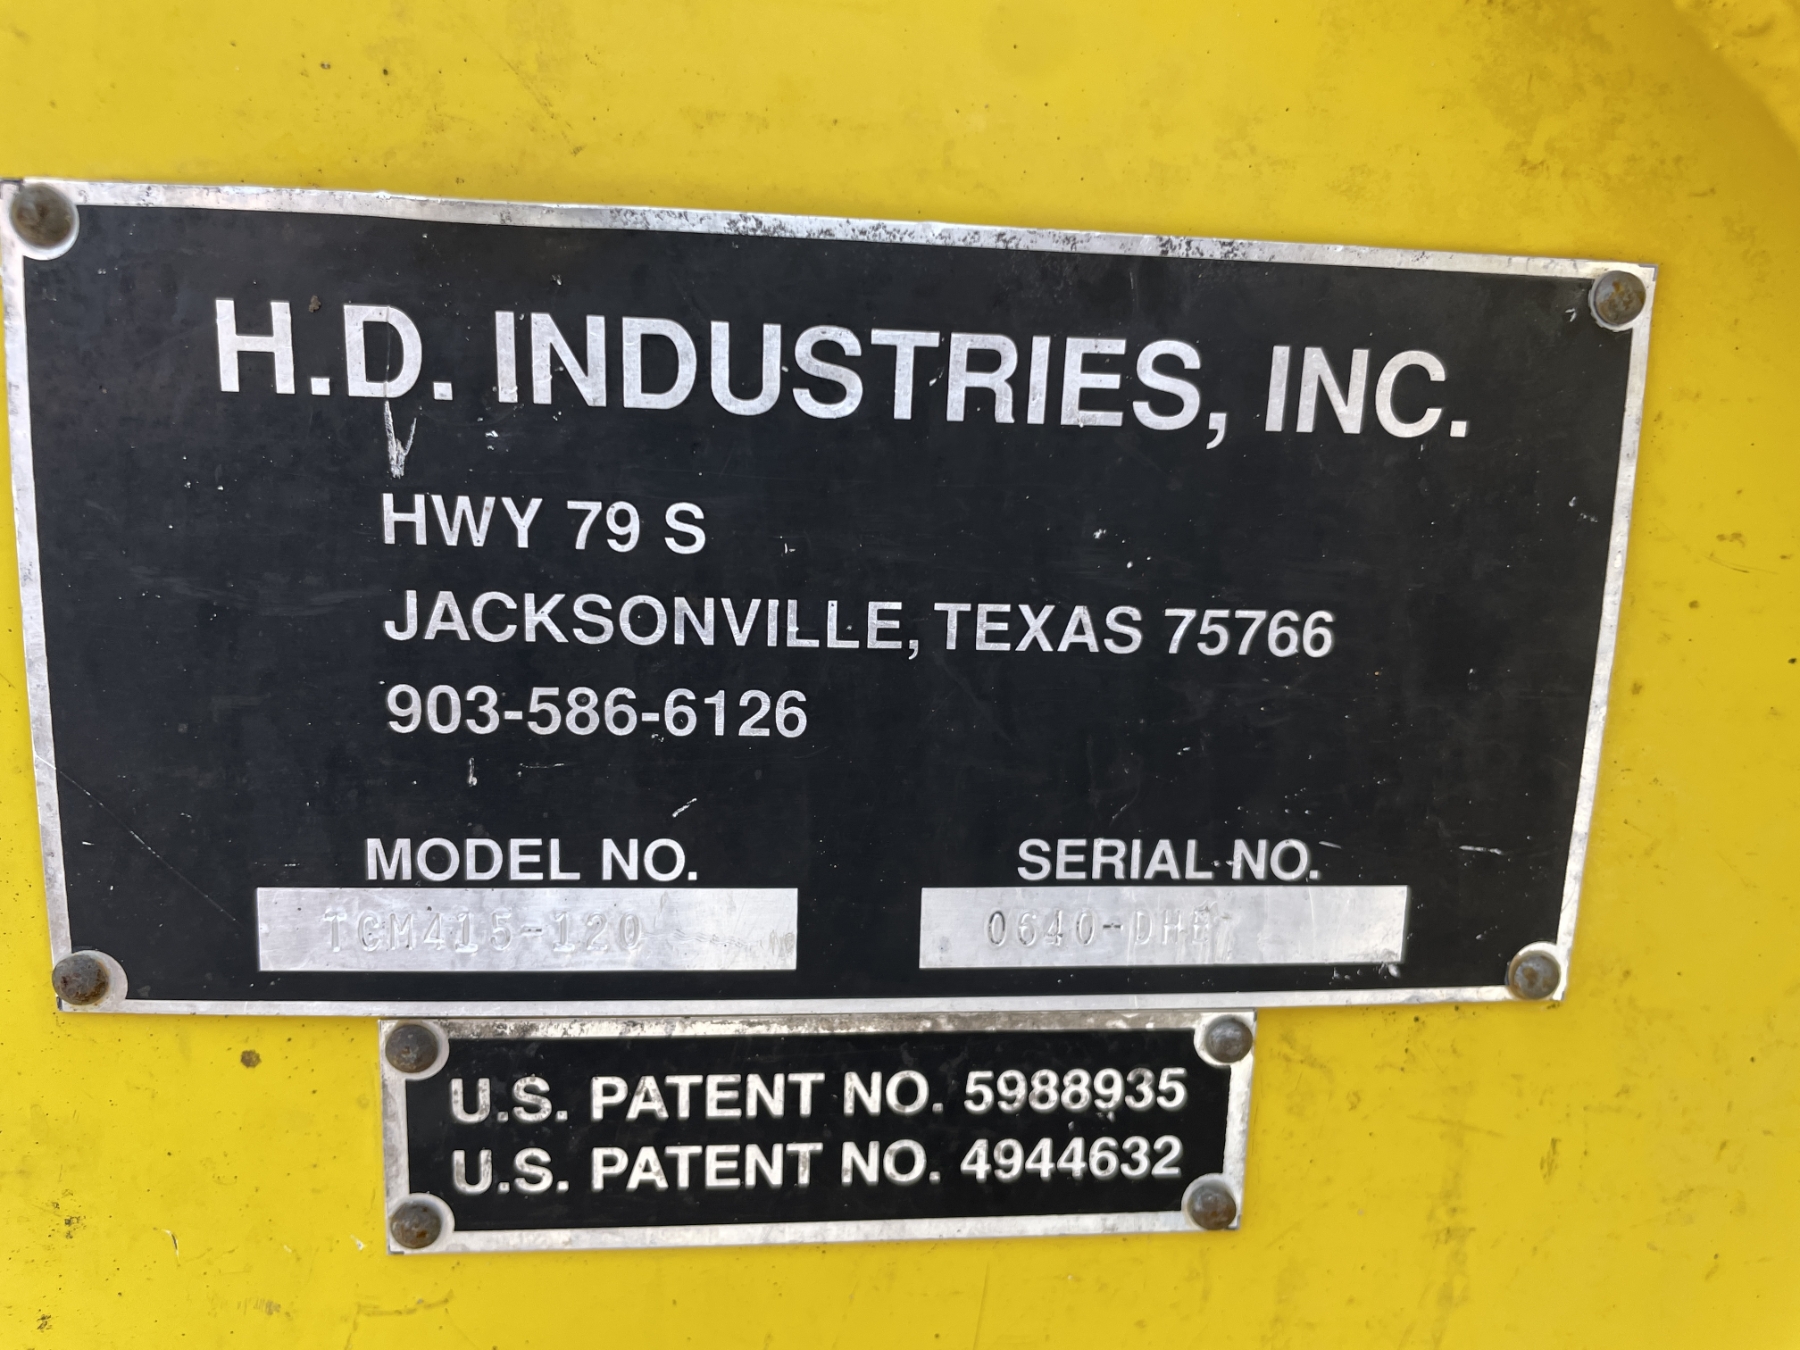 H.D. INDUSTRIES, INC.
HWY 79 S
JACKSONVILLE, TEXAS 75766
903-586-6126
MODEL NO. SERIAL NO.
TCM415-120
U.S. PATENT NO. 5988935
U.S. PATENT NO. 4944632